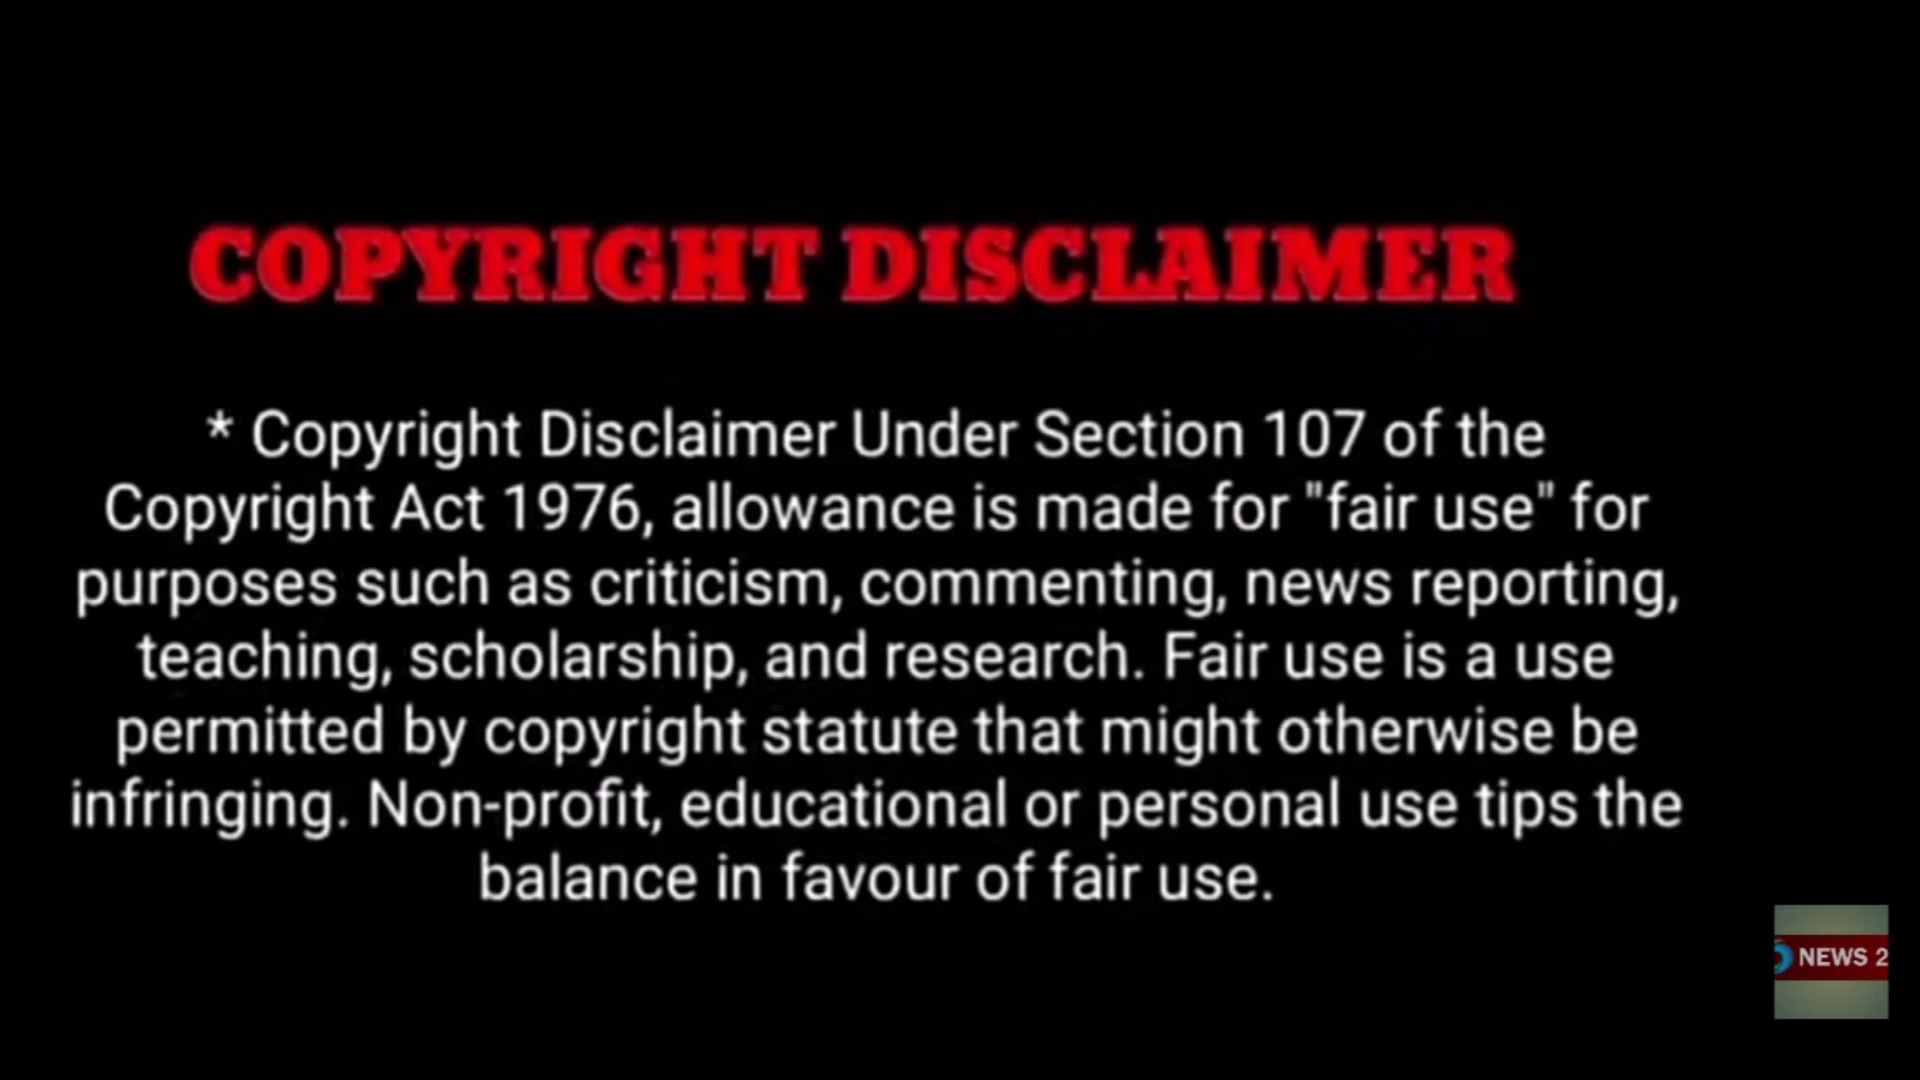 COPYRIGHT DISCLAIMER
* Copyright Disclaimer Under Section 107 of the
Copyright Act 1976, allowance is made for "fair use" for
purposes such as criticism, commenting, news reporting,
teaching, scholarship, and research. Fair use is a use
permitted by copyright statute that might otherwise be
infringing. Non-profit, educational or personal use tips the
balance in favour of fair use.
NEWS 2